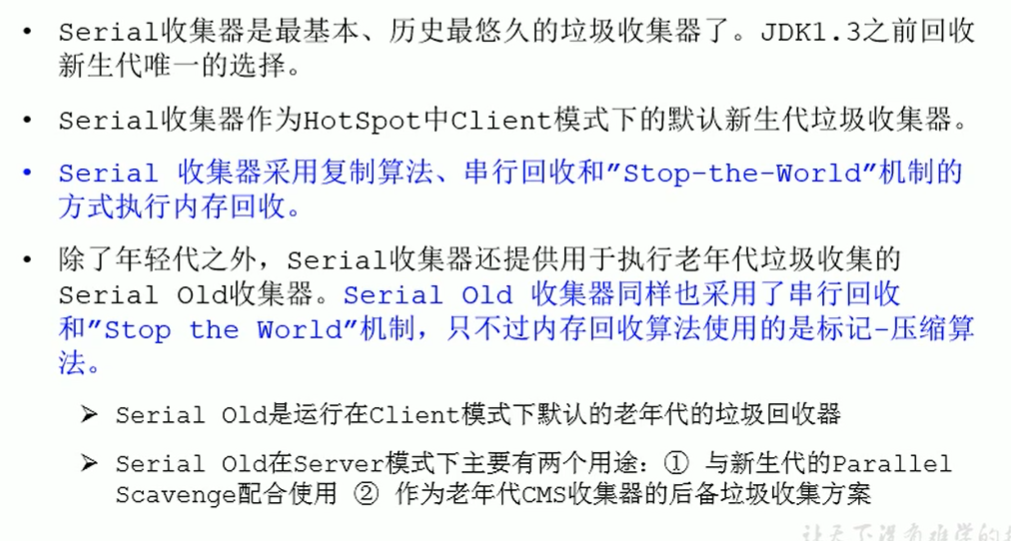 • Serial收集器是最基本、历史最悠久的垃圾收集器了。JDK1.3之前回收
新生代唯一的选择。
• Serial收集器作为HotSpot中Client模式下的默认新生代垃圾收集器。
• Serial 收集器采用复制算法、串行回收和"Stop-the-World"机制的
方式执行内存回收。
• 除了年轻代之外，Serial收集器还提供用于执行老年代垃圾收集的
Serial Old收集器。Serial Old 收集器同样也采用了串行回收
和"Stop the World"机制，只不过内存回收算法使用的是标记-压缩算
法。
➤ Serial Old是运行在Client模式下默认的老年代的垃圾回收器
➤ Serial Old在Server模式下主要有两个用途：① 与新生代的Parallel
Scavenge配合使用 ② 作为老年代CMS收集器的后备垃圾收集方案
让天下没有难学的